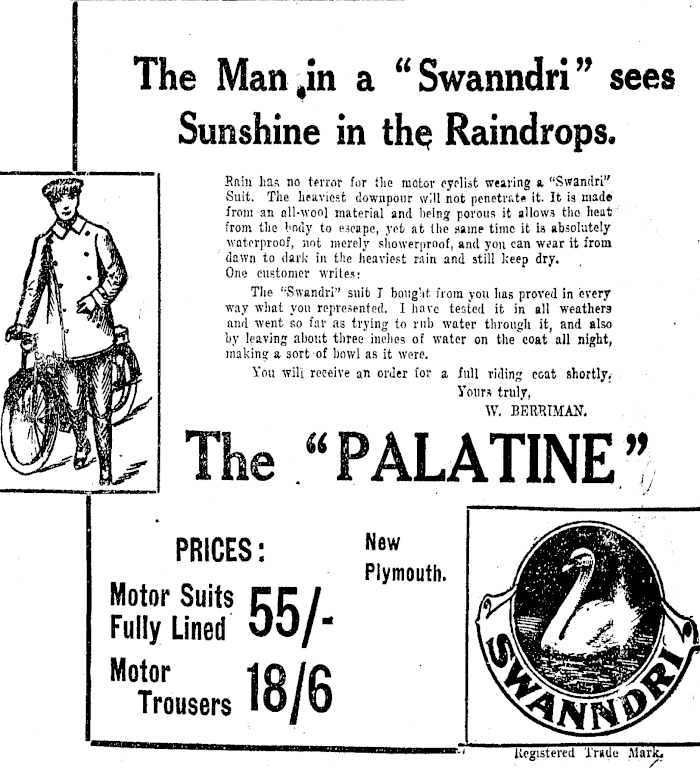 The Man in a “Swanndri” sees
Sunshine in the Raindrops.
Rain has no terror for the motor cyclist wearing a “Swandri”
Suit. The heaviest downpour will not penetrate it. It is made
from an all-wool material and being porous it allows the heat
from the body to escape, yet at the same time it is absolutely
waterproof, not merely showerproof, and you can wear it from
dawn to dark in the heaviest rain and still keep dry.
One customer writes:
The “Swandri” suit I bought from you has proved in every
way what you represented. I have tested it in all weathers
and went so far as trying to rub water through it, and also
by leaving about three inches of water on the coat all night,
making a sort of bowl as it were.
You will receive an order for a full riding coat shortly.
Yours truly,
W. BERRIMAN.
The “PALATINE”
New
Plymouth.
PRICES:
Motor Suits
Fully Lined 55/-
Motor
Trousers 18/6
SWANNDRI
Registered Trade Mark.